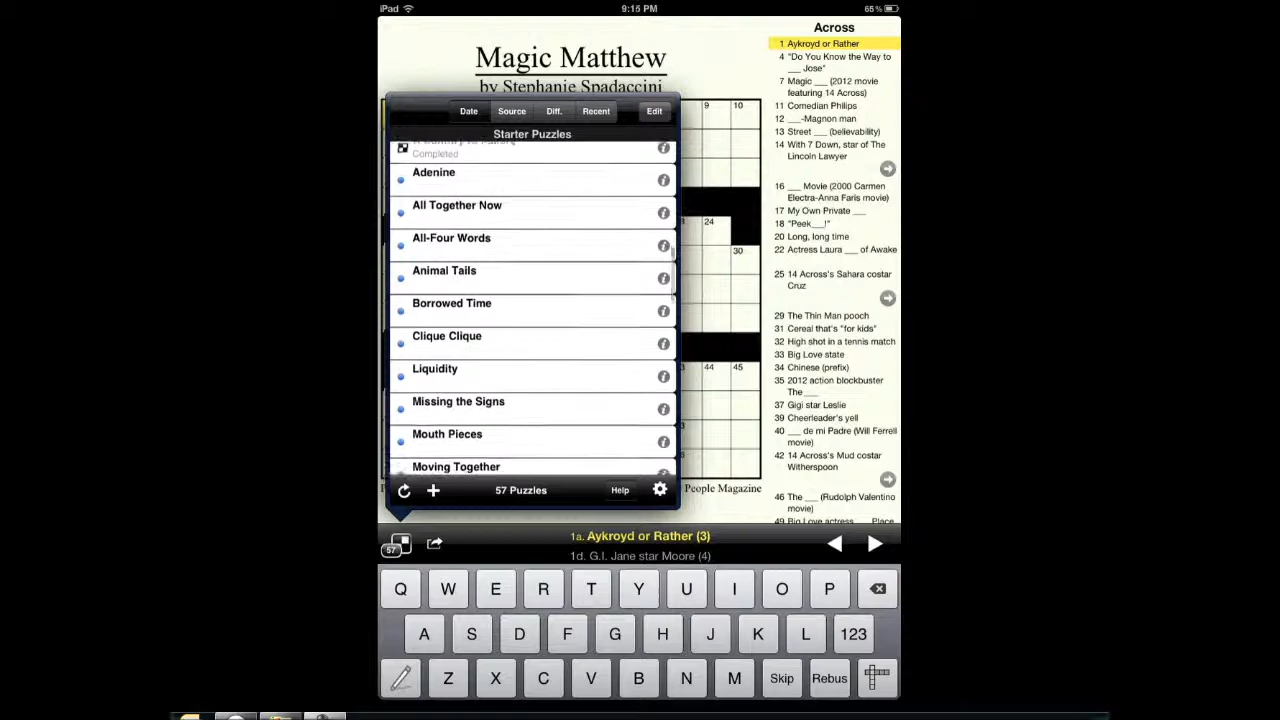 iPad 9:15 PM 65%
Magic Matthew
by Stephanie Spadaccini
Date Source Diff. Recent Edit
Starter Puzzles
Completed
Adenine
All Together Now
All-Four Words
Animal Tails
Borrowed Time
Clique Clique
Liquidity
Missing the Signs
Mouth Pieces
Moving Together
57 Puzzles Help
9 10
24
30
44 45
People Magazine
Across
1 Aykroyd or Rather
4 "Do You Know the Way to
___ Jose"
7 Magic ___ (2012 movie
featuring 14 Across)
11 Comedian Philips
12 ___-Magnon man
13 Street ___ (believability)
14 With 7 Down, star of The
Lincoln Lawyer
16 ___ Movie (2000 Carmen
Electra-Anna Faris movie)
17 My Own Private ___
18 "Peek___!"
20 Long, long time
22 Actress Laura ___ of Awake
25 14 Across's Sahara costar
Cruz
29 The Thin Man pooch
31 Cereal that's "for kids"
32 High shot in a tennis match
33 Big Love state
34 Chinese (prefix)
35 2012 action blockbuster
The ___
37 Gigi star Leslie
39 Cheerleader's yell
40 ___ de mi Padre (Will Ferrell
movie)
42 14 Across's Mud costar
Witherspoon
46 The ___ (Rudolph Valentino
movie)
49 Big Love actress ___ Place
57
1a. Aykroyd or Rather (3)
1d. G.I. Jane star Moore (4)
Q W E R T Y U I O P
A S D F G H J K L 123
Z X C V B N M Skip Rebus